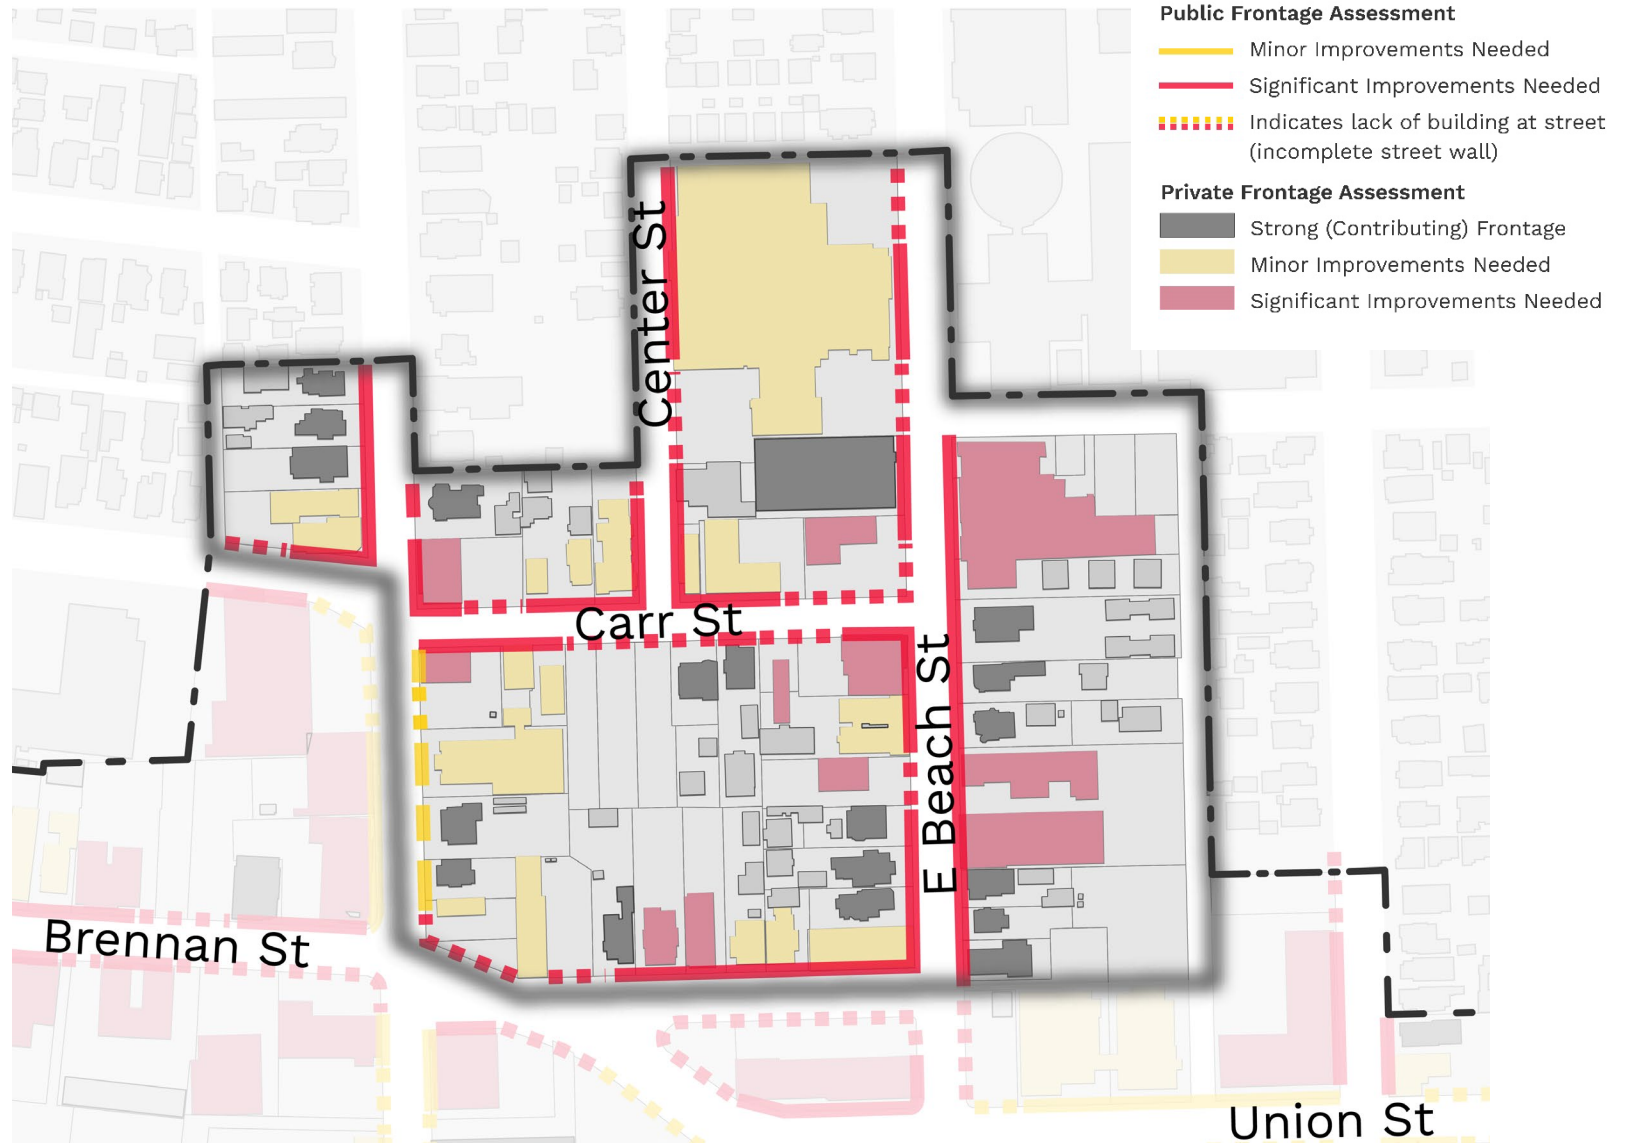 Public Frontage Assessment
Minor Improvements Needed
Significant Improvements Needed
Indicates lack of building at street
(incomplete street wall)
Private Frontage Assessment
Strong (Contributing) Frontage
Minor Improvements Needed
Significant Improvements Needed
Center St
Carr St
E Beach St
Brennan St
Union St